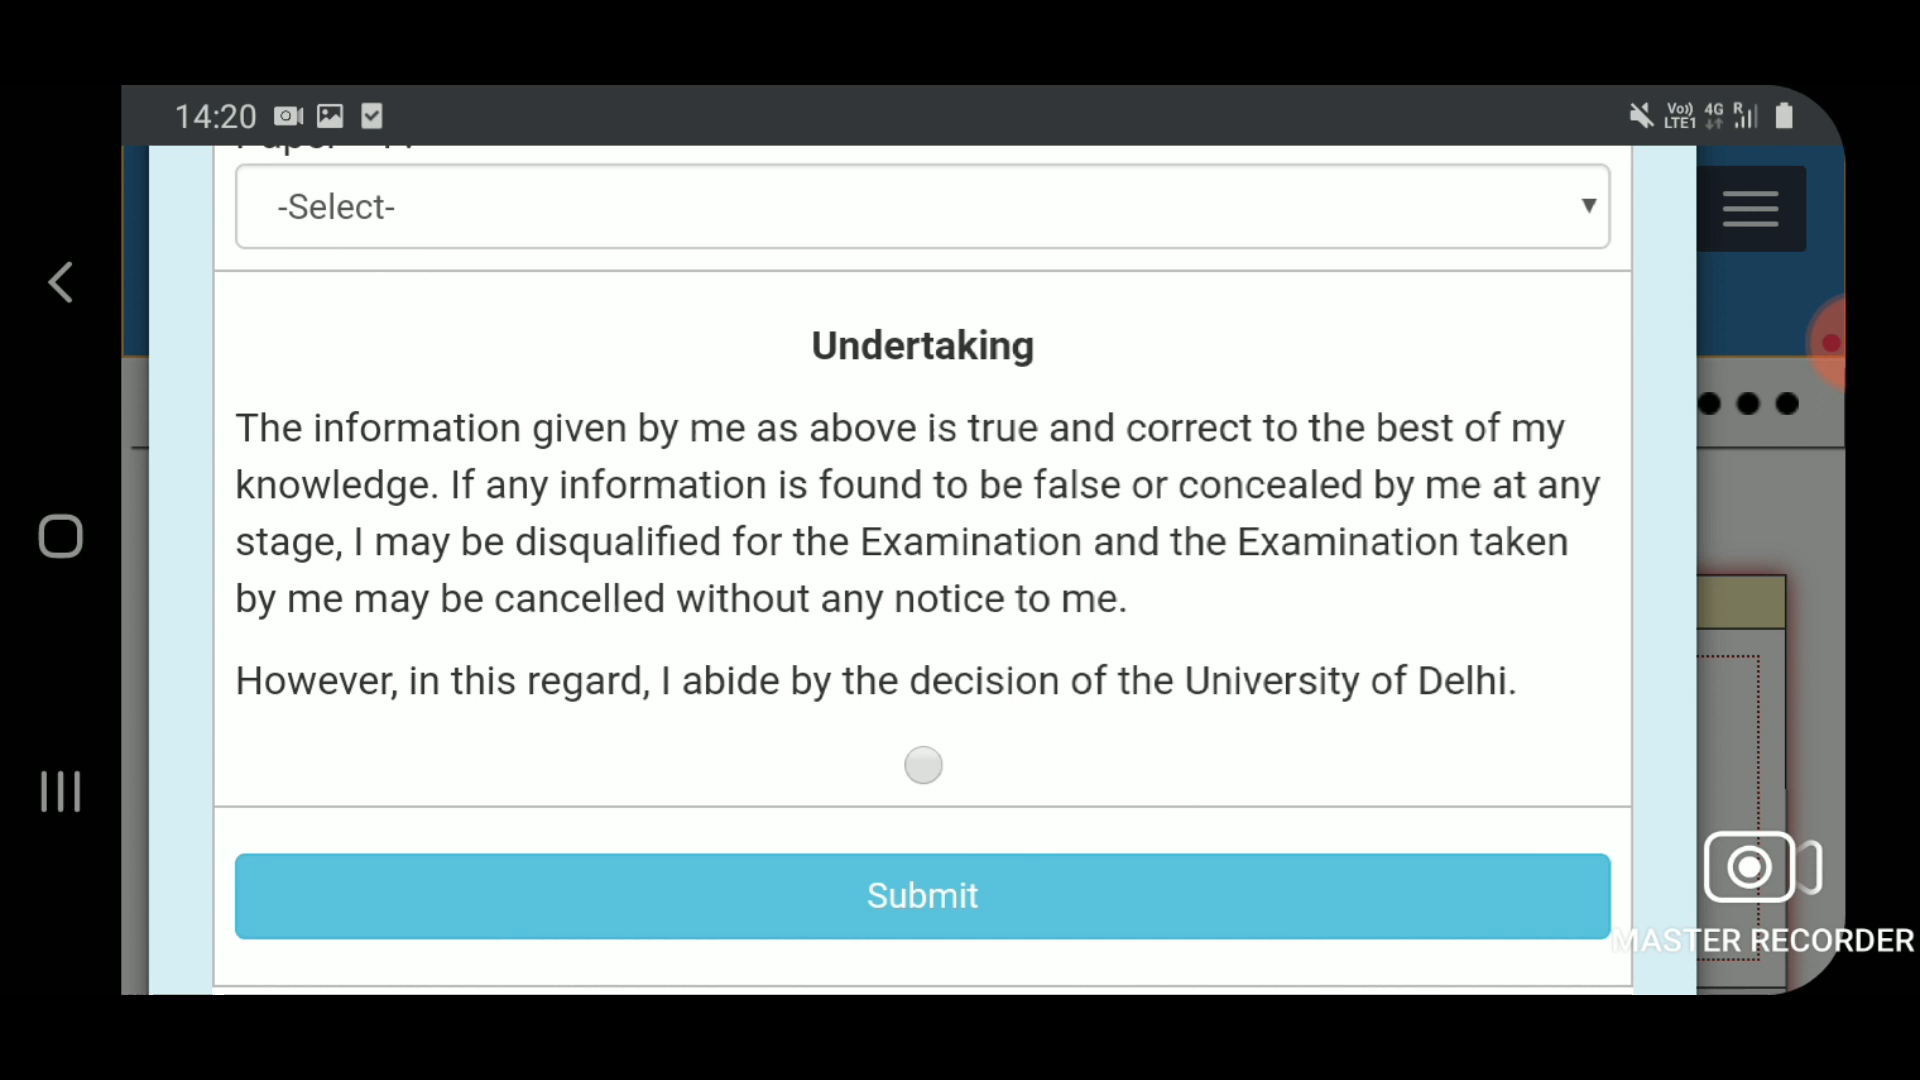 14:20
Vo)) 4G R
LTE1
-Select-
Undertaking
The information given by me as above is true and correct to the best of my
knowledge. If any information is found to be false or concealed by me at any
stage, I may be disqualified for the Examination and the Examination taken
by me may be cancelled without any notice to me.
However, in this regard, I abide by the decision of the University of Delhi.
Submit
MASTER RECORDER